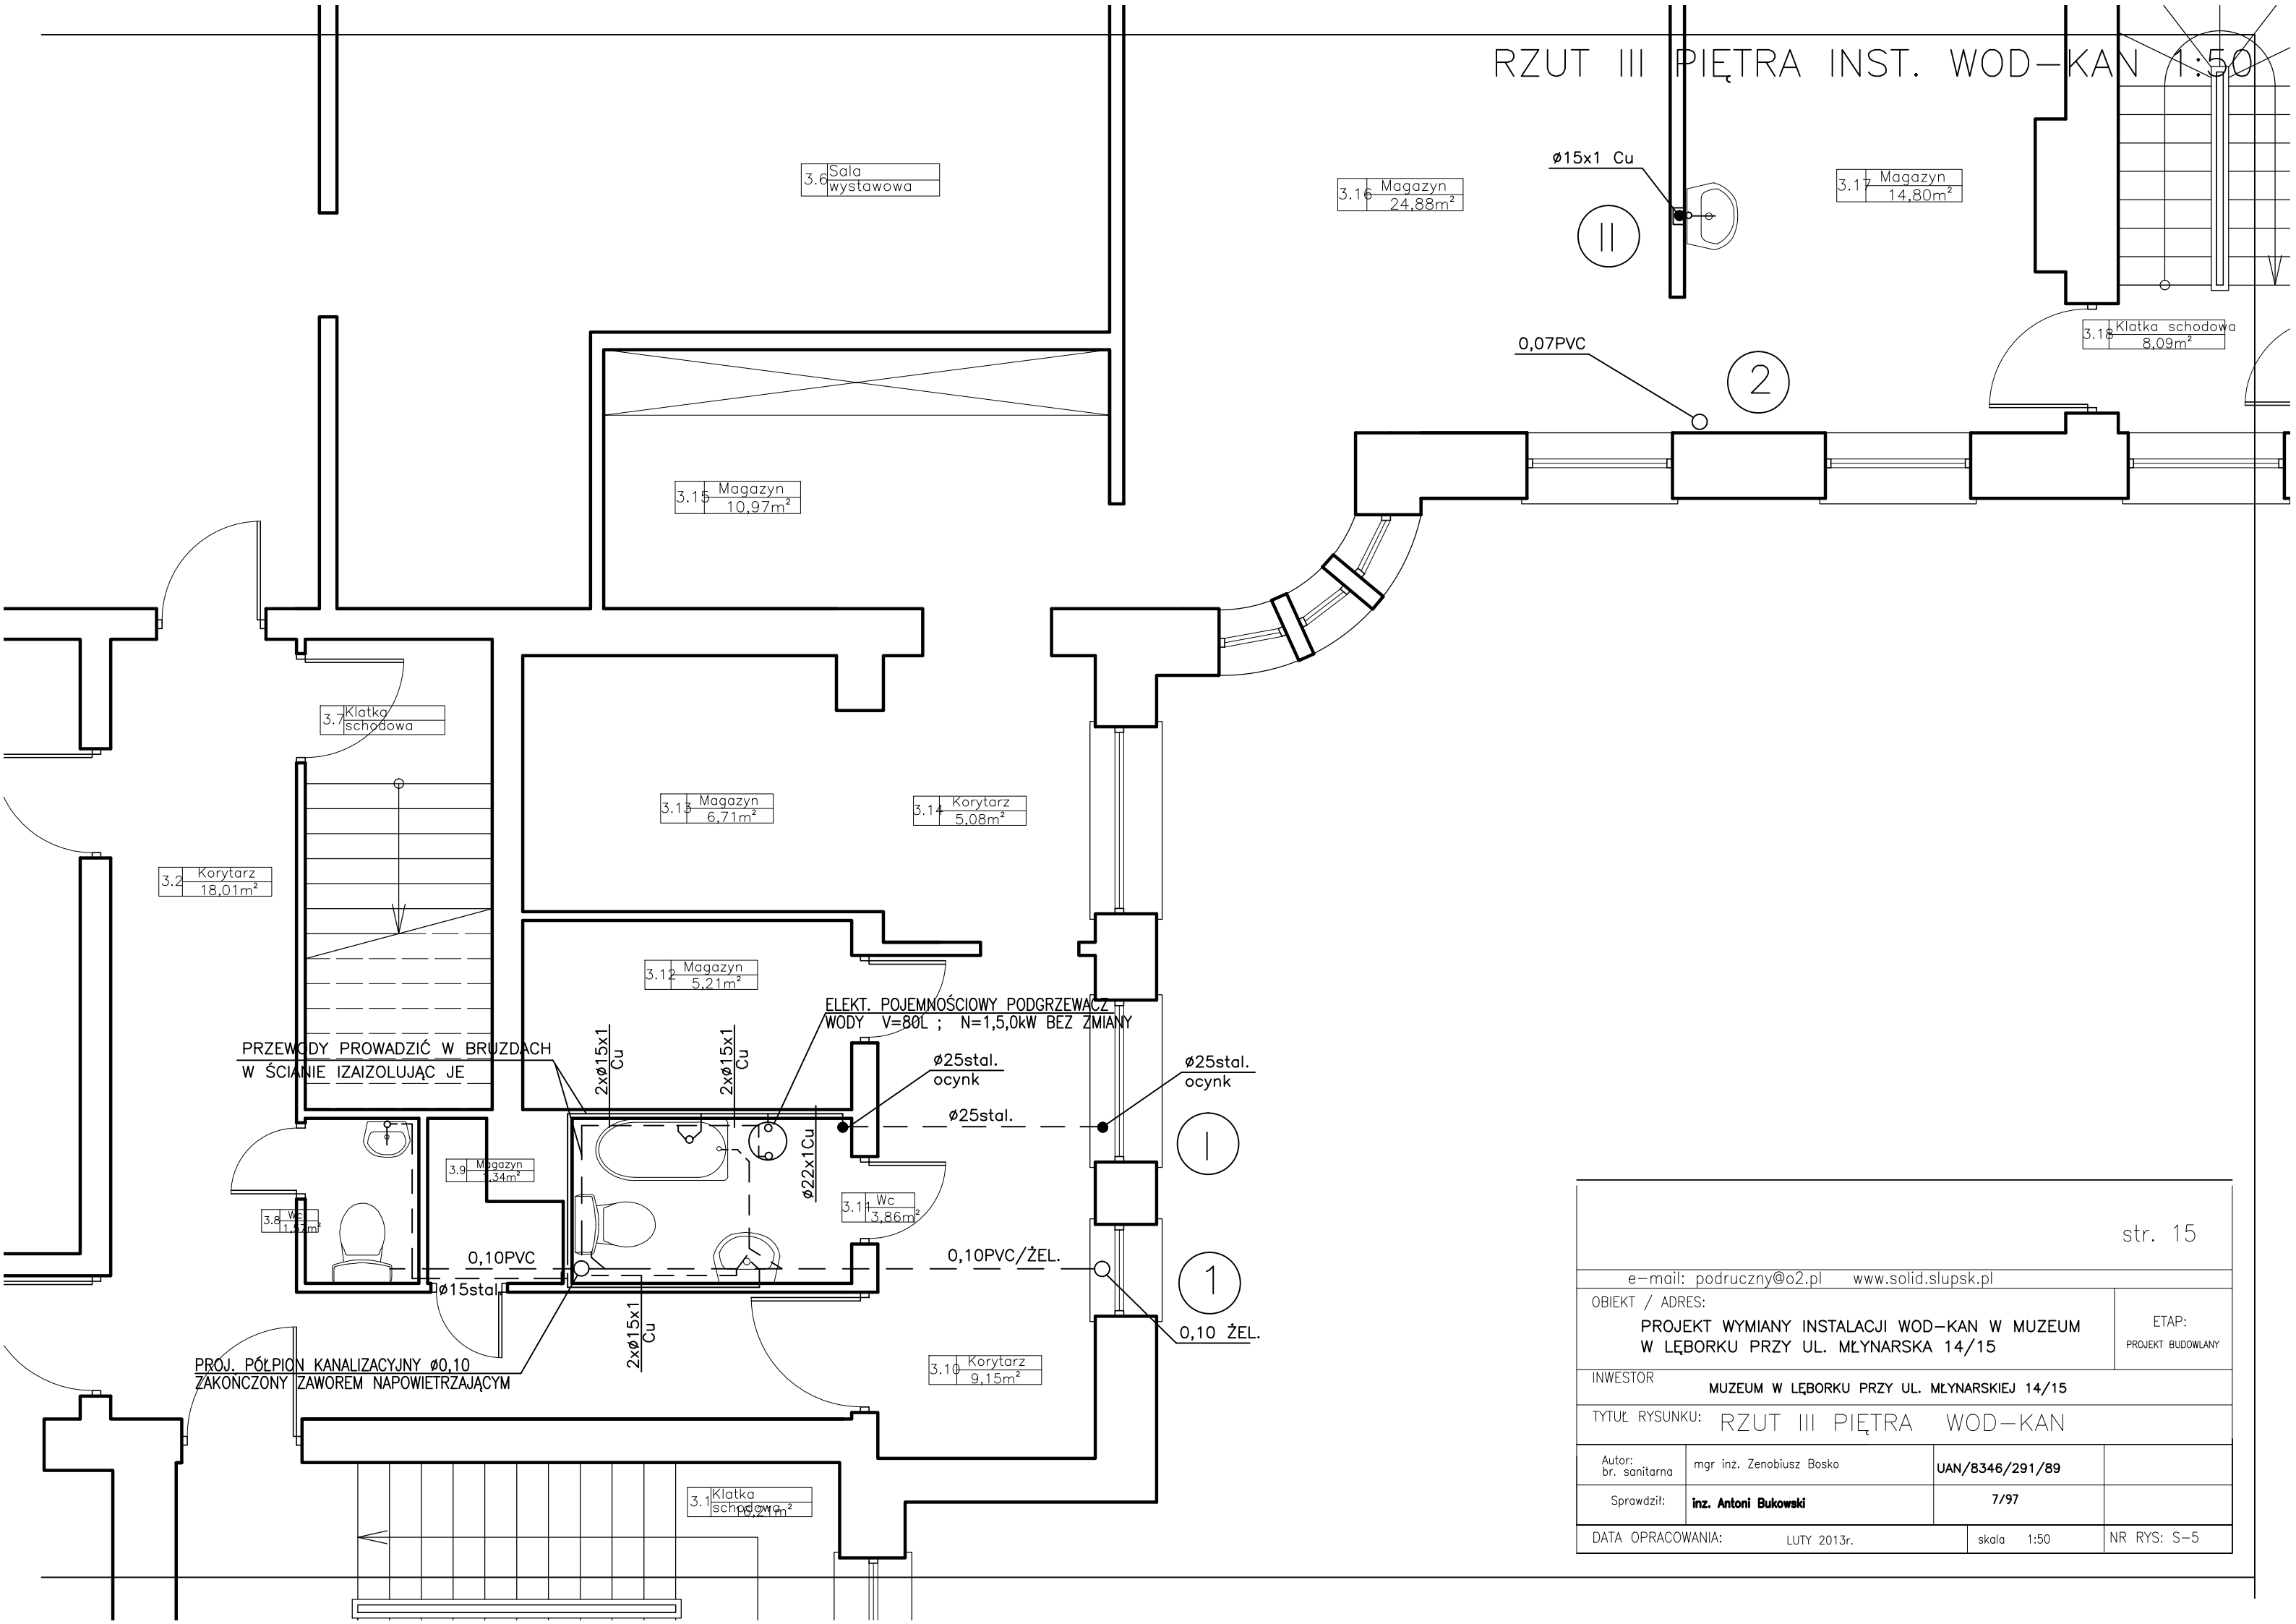 RZUT III PIĘTRA INST. WOD-KAN 1:50
3.6 Sala
wystawowa
3.16 Magazyn
24,88m²
ø15x1 Cu
II
3.17 Magazyn
14,80m²
3.18 Klatka schodowa
8,09m²
0,07PVC
2
3.15 Magazyn
10,97m²
3.7 Klatka
schodowa
3.13 Magazyn
6,71m²
3.14 Korytarz
5,08m²
3.2 Korytarz
18,01m²
3.12 Magazyn
5,21m²
ELEKT. POJEMNOŚCIOWY PODGRZEWACZ
WODY V=80L ; N=1,5,0kW BEZ ZMIANY
PRZEWODY PROWADZIĆ W BRUZDACH
W ŚCIANIE IZAIZOLUJĄC JE
2xø15x1
Cu
2xø15x1
Cu
ø25stal.
ocynk
ø25stal.
ø25stal.
ocynk
I
ø22x1Cu
3.9 Magazyn
1,34m²
3.8 Wc
1,57m²
3.11 Wc
3,86m²
0,10PVC
ø15stal.
0,10PVC/ŻEL.
1
0,10 ŻEL.
2xø15x1
Cu
PROJ. PÓŁPION KANALIZACYJNY ø0,10
ZAKOŃCZONY ZAWOREM NAPOWIETRZAJĄCYM
3.10 Korytarz
9,15m²
3.1 Klatka
schodowa 16,21m²
str. 15
e-mail: podruczny@o2.pl www.solid.slupsk.pl
OBIEKT / ADRES:
PROJEKT WYMIANY INSTALACJI WOD-KAN W MUZEUM
W LĘBORKU PRZY UL. MŁYNARSKA 14/15
ETAP:
PROJEKT BUDOWLANY
INWESTOR
MUZEUM W LĘBORKU PRZY UL. MŁYNARSKIEJ 14/15
TYTUŁ RYSUNKU: RZUT III PIĘTRA WOD-KAN
Autor:
br. sanitarna
mgr inż. Zenobiusz Bosko
UAN/8346/291/89
Sprawdził: inz. Antoni Bukowski 7/97
DATA OPRACOWANIA: LUTY 2013r. skala 1:50 NR RYS: S-5